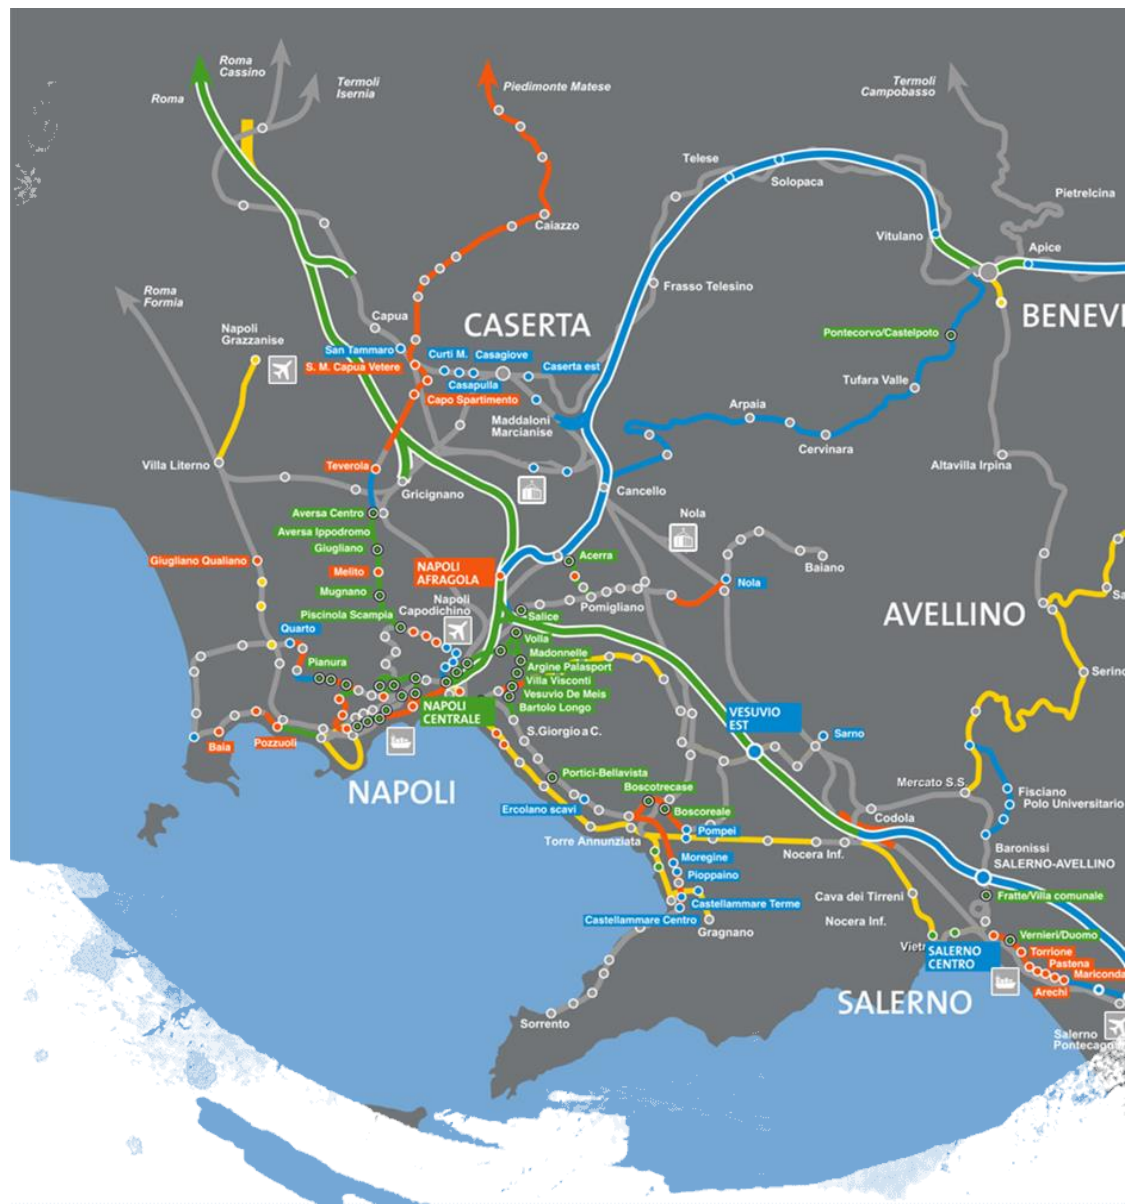 Roma
Cassino
Roma
Termoli
Isernia
Piedimonte Matese
Termoli
Campobasso
Telese
Solopaca
Pietrelcina
Vitulano
Apice
Caiazzo
Roma
Formia
Frasso Telesino
Capua
CASERTA
BENEVE
Napoli
Grazzanise
San Tammaro
Curti M.
Casagiove
S. M. Capua Vetere
Casapulla
Caserta est
Pontecorvo/Castelpoto
Capo Spartimento
Tufara Valle
Maddaloni
Marcianise
Arpaia
Cervinara
Villa Literno
Teverola
Altavilla Irpina
Gricignano
Cancello
Aversa Centro
Nola
Aversa Ippodromo
Giugliano
Giugliano Qualiano
Melito
NAPOLI
AFRAGOLA
Acerra
Baiano
Nola
Mugnano
Napoli
Capodichino
Pomigliano
AVELLINO
Sa
Piscinola Scampia
Salice
Quarto
Volla
Madonnelle
Pianura
Argine Palasport
Serino
Villa Visconti
Vesuvio De Meis
NAPOLI
CENTRALE
Bartolo Longo
VESUVIO
EST
S.Giorgio a C.
Sarno
Baia
Pozzuoli
Portici-Bellavista
Mercato S.S.
NAPOLI
Boscotrecase
Fisciano
Ercolano scavi
Boscoreale
Polo Universitario
Codola
Pompei
Torre Annunziata
Baronissi
Nocera Inf.
Moregine
SALERNO-AVELLINO
Pioppaino
Cava dei Tirreni
Fratte/Villa comunale
Castellammare Terme
Castellammare Centro
Gragnano
Nocera Inf.
Vernieri/Duomo
Viet
SALERNO
CENTRO
Torrione
Pastena
Mariconda
Arechi
SALERNO
Sorrento
Salerno
Pontecagn